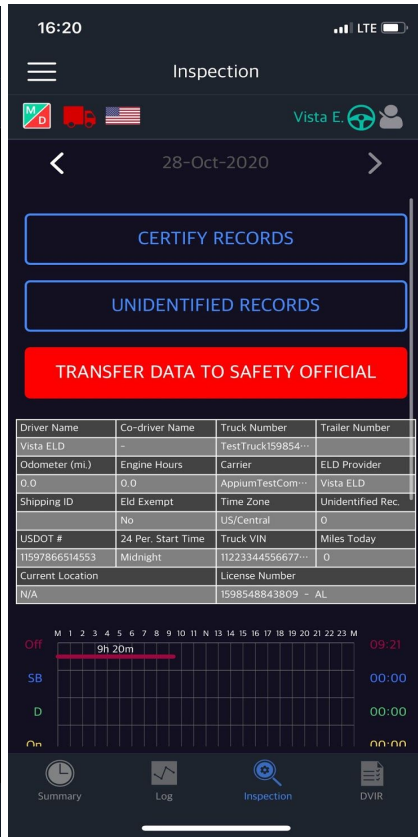 16:20 LTE
Inspection
M D Vista E.
28-Oct-2020
CERTIFY RECORDS
UNIDENTIFIED RECORDS
TRANSFER DATA TO SAFETY OFFICIAL
Driver Name Co-driver Name Truck Number Trailer Number
Vista ELD - TestTruck159854···
Odometer (mi,) Engine Hours Carrier ELD Provider
0.0 0.0 AppiumTestCom··· Vista ELD
Shipping ID Eld Exempt Time Zone Unidentified Rec.
No US/Central 0
USDOT # 24 Per. Start Time Truck VIN Miles Today
11597866514553 Midnight 11223344556677··· 0
Current Location License Number
N/A 1598548843809 - AL
M 1 2 3 4 5 6 7 8 9 10 11 N 13 14 15 16 17 18 19 20 21 22 23 M
Off 9h 20m 09:21
SB 00:00
D 00:00
On 00:00
Summary Log Inspection DVIR